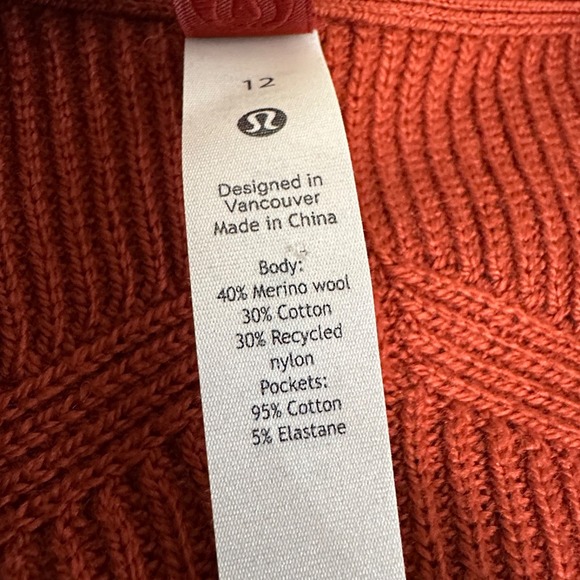 12
Designed in
Vancouver
Made in China
Body:
40% Merino wool
30% Cotton
30% Recycled
nylon
Pockets:
95% Cotton
5% Elastane